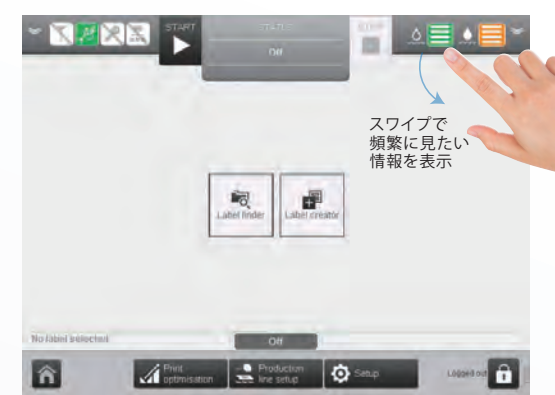 START
STATUS
Off
STOP
スワイプで
頻繁に見たい
情報を表示
Label finder
Label creator
No label selected
Off
Print
optimisation
Production
line setup
Setup
Logged out